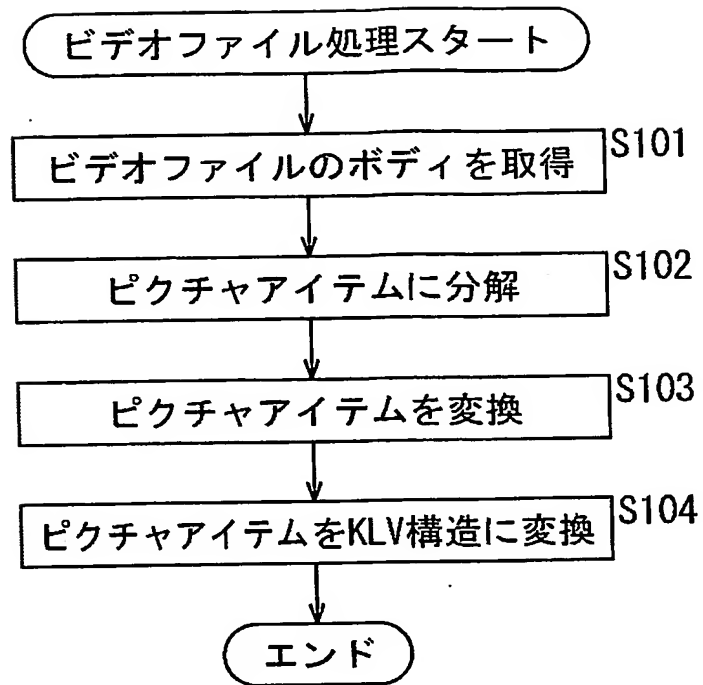 ビデオファイル処理スタート
ビデオファイルのボディを取得
S101
ピクチャアイテムに分解
S102
ピクチャアイテムを変換
S103
ピクチャアイテムをKLV構造に変換
S104
エンド